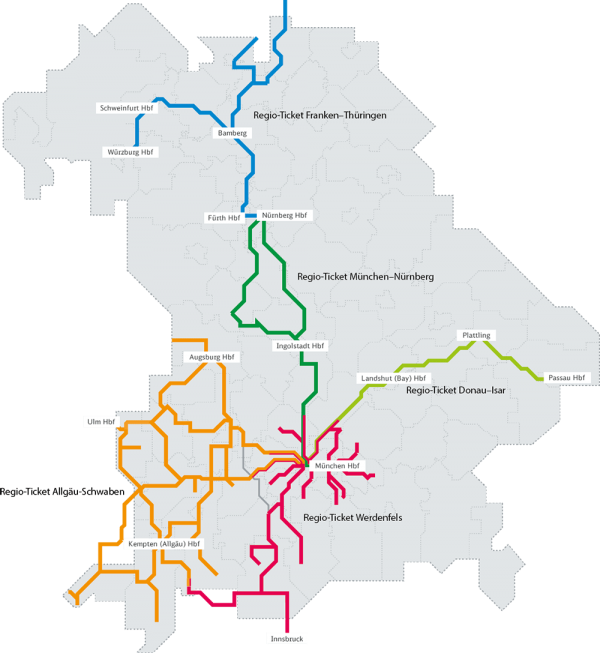 Schweinfurt Hbf
Regio-Ticket Franken–Thüringen
Bamberg
Würzburg Hbf
Fürth Hbf
Nürnberg Hbf
Regio-Ticket München–Nürnberg
Plattling
Ingolstadt Hbf
Augsburg Hbf
Landshut (Bay) Hbf
Passau Hbf
Regio-Ticket Donau–Isar
Ulm Hbf
München Hbf
Regio-Ticket Allgäu-Schwaben
Regio-Ticket Werdenfels
Kempten (Allgäu) Hbf
Innsbruck